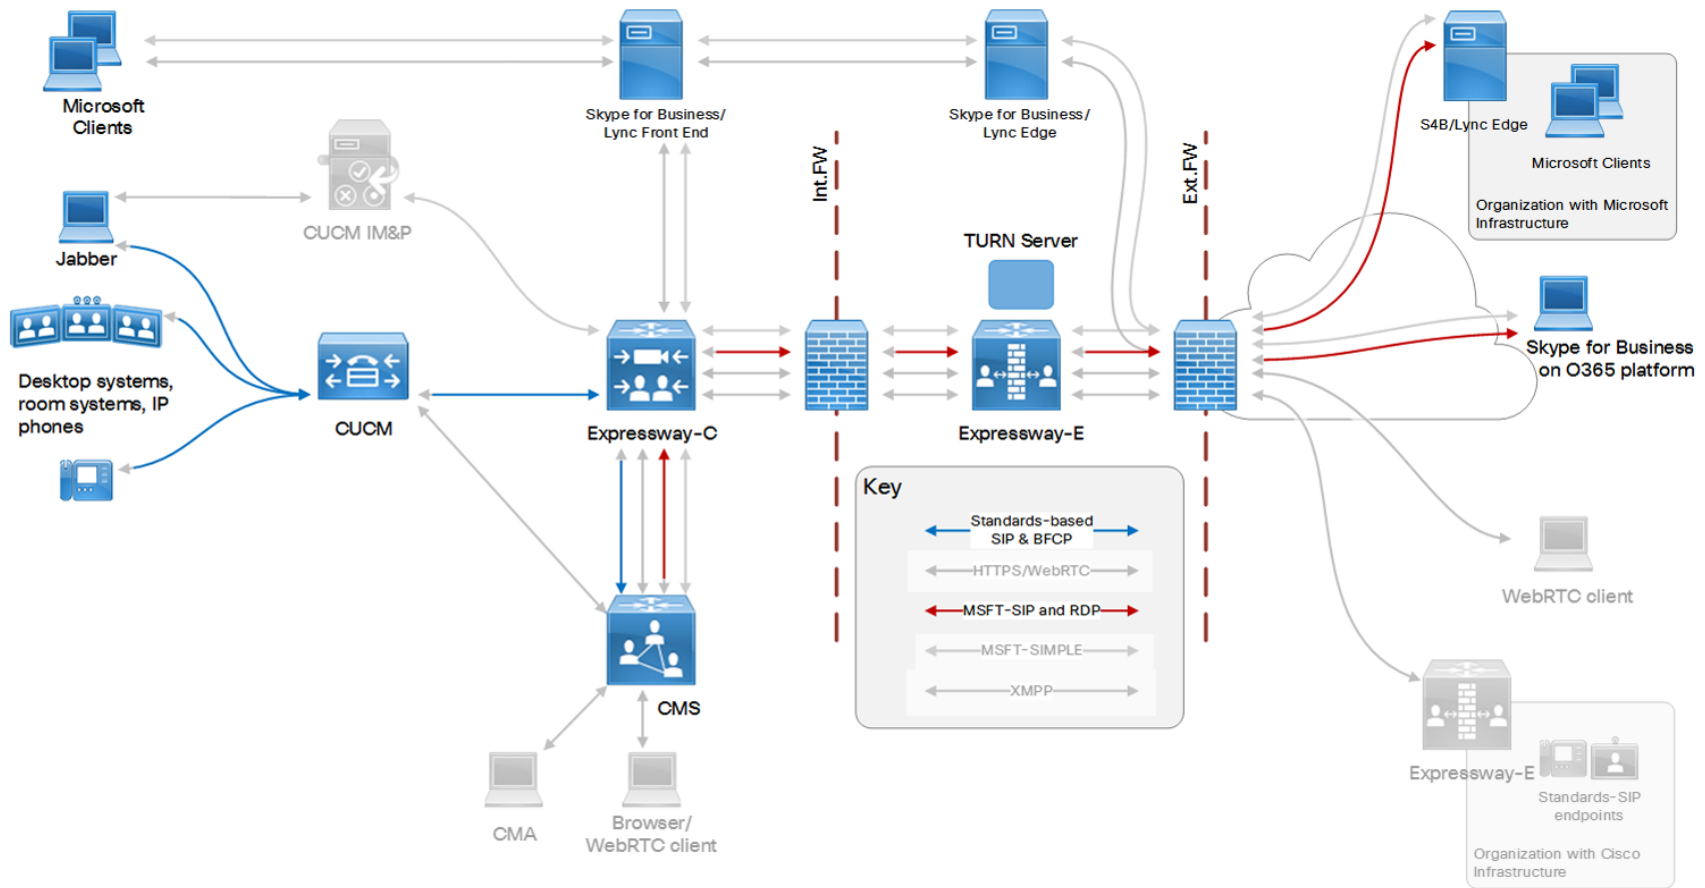 Microsoft
Clients
Skype for Business/
Lync Front End
Skype for Business/
Lync Edge
S4B/Lync Edge
Microsoft Clients
Organization with Microsoft
Infrastructure
Int.FW
Ext.FW
CUCM IM&P
Jabber
TURN Server
Skype for Business
on O365 platform
Desktop systems,
room systems, IP
phones
CUCM
Expressway-C
Expressway-E
Key
Standards-based
SIP & BFCP
HTTPS/WebRTC
MSFT-SIP and RDP
MSFT-SIMPLE
XMPP
WebRTC client
CMS
CMA
Browser/
WebRTC client
Expressway-E
Standards-SIP
endpoints
Organization with Cisco
Infrastructure